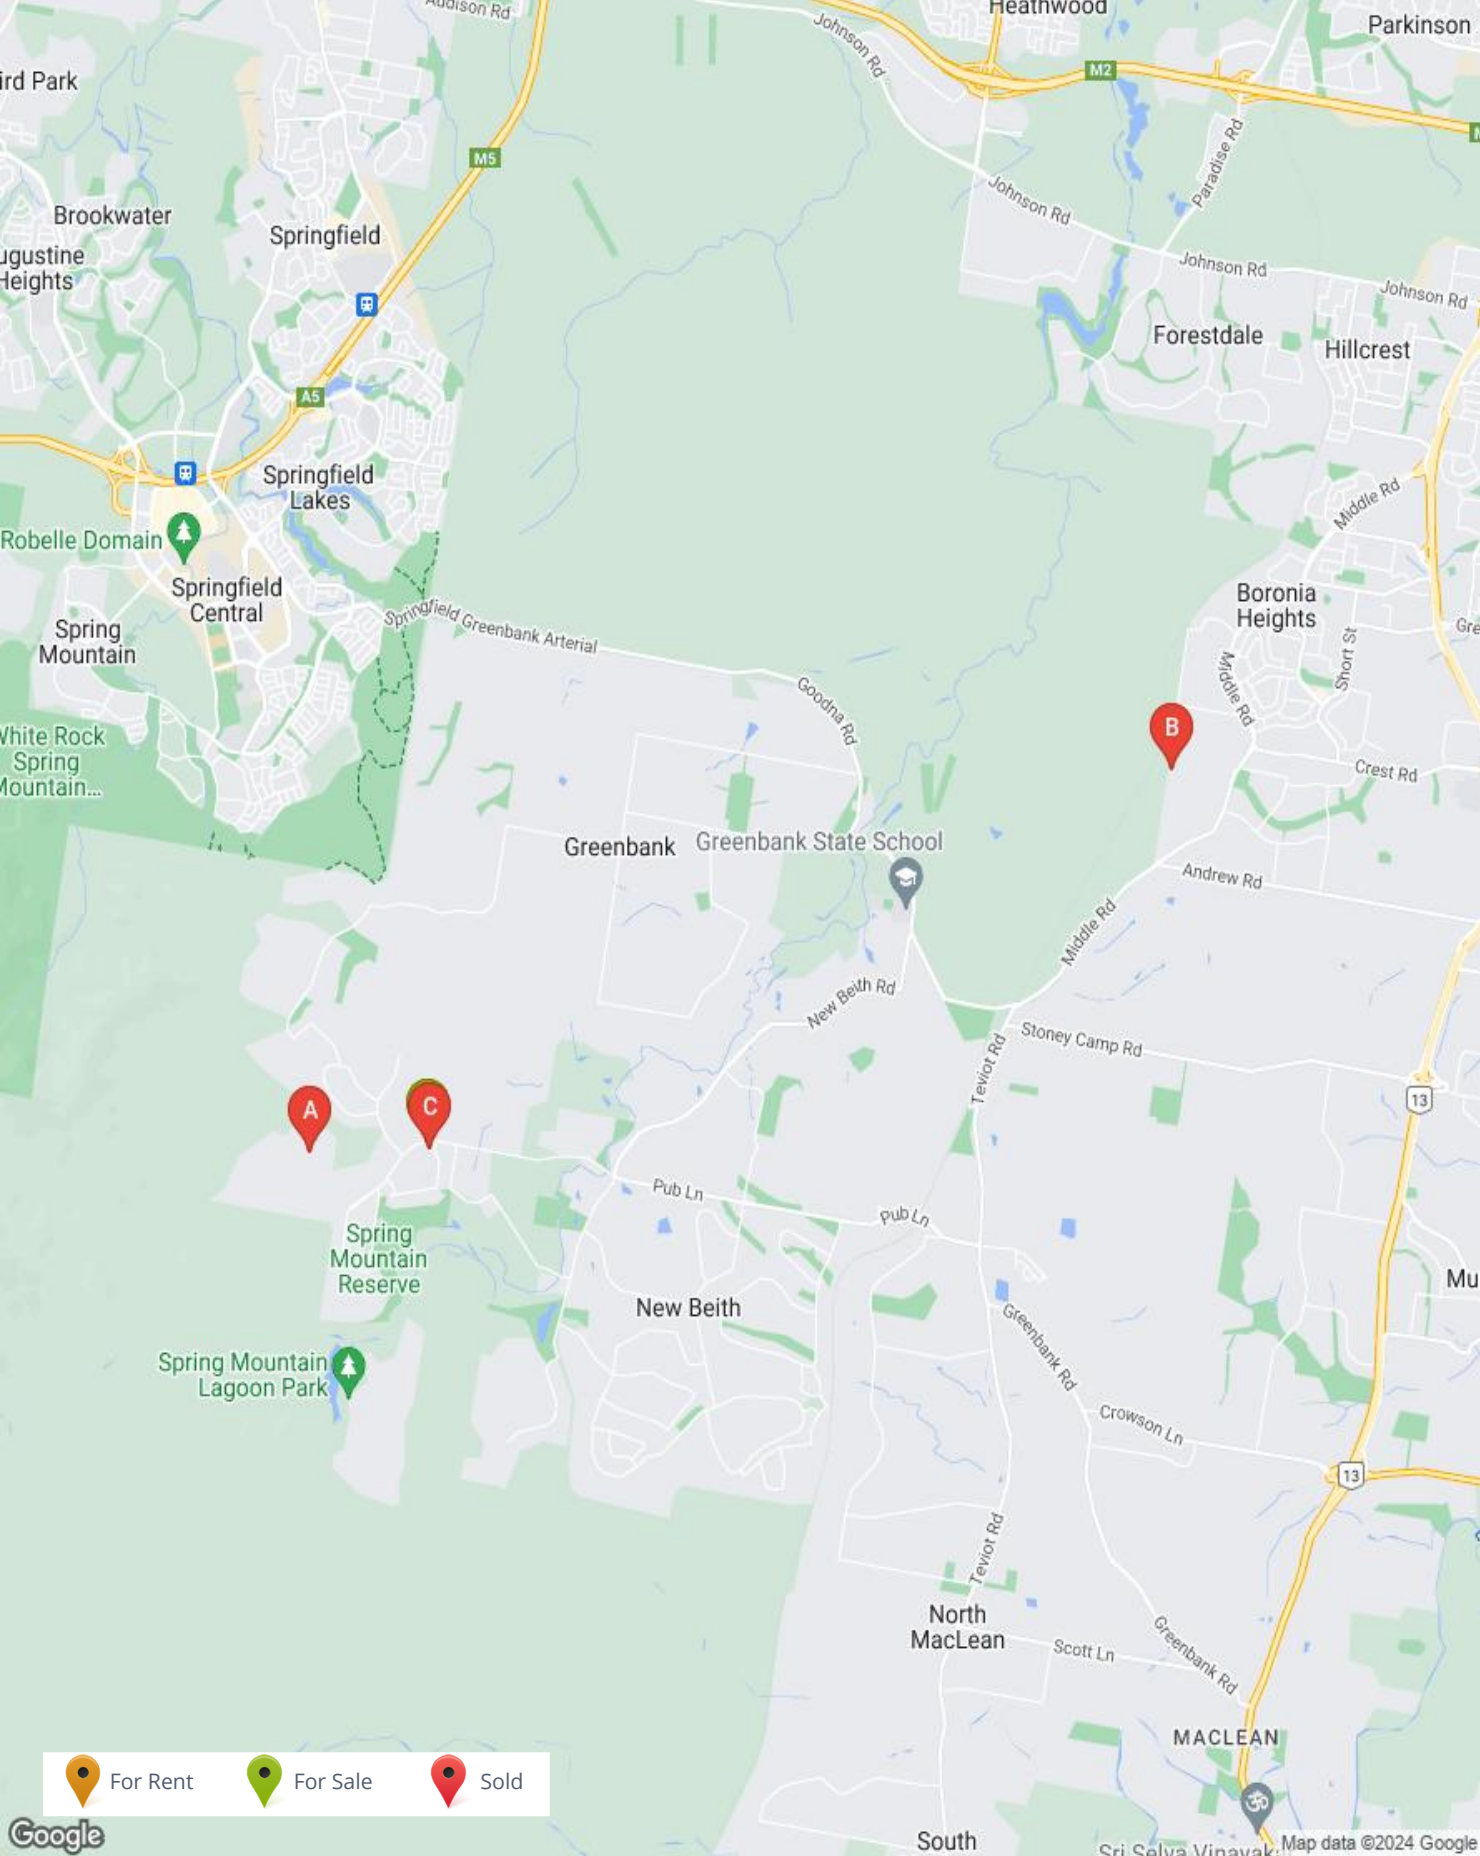 Addison Rd
Heathwood
Parkinson
Johnson Rd
ird Park
M2
M5
Paradise Rd
Johnson Rd
Brookwater
Springfield
ugustine
Heights
Johnson Rd
Johnson Rd
Forestdale
Hillcrest
A5
Springfield
Lakes
Middle Rd
Robelle Domain
Springfield
Central
Boronia
Heights
Spring
Mountain
Springfield Greenbank Arterial
Gre
Short St
Middle Rd
Goodna Rd
B
White Rock
Spring
Mountain...
Crest Rd
Greenbank
Greenbank State School
Andrew Rd
Middle Rd
New Beith Rd
Stoney Camp Rd
Teviot Rd
13
A
C
Pub Ln
Pub Ln
Spring
Mountain
Reserve
Mu
New Beith
Greenbank Rd
Spring Mountain
Lagoon Park
Crowson Ln
13
Teviot Rd
North
MacLean
Scott Ln
Greenbank Rd
MACLEAN
For Rent
For Sale
Sold
Google
South
Sri Selva Vinayak
Map data ©2024 Google